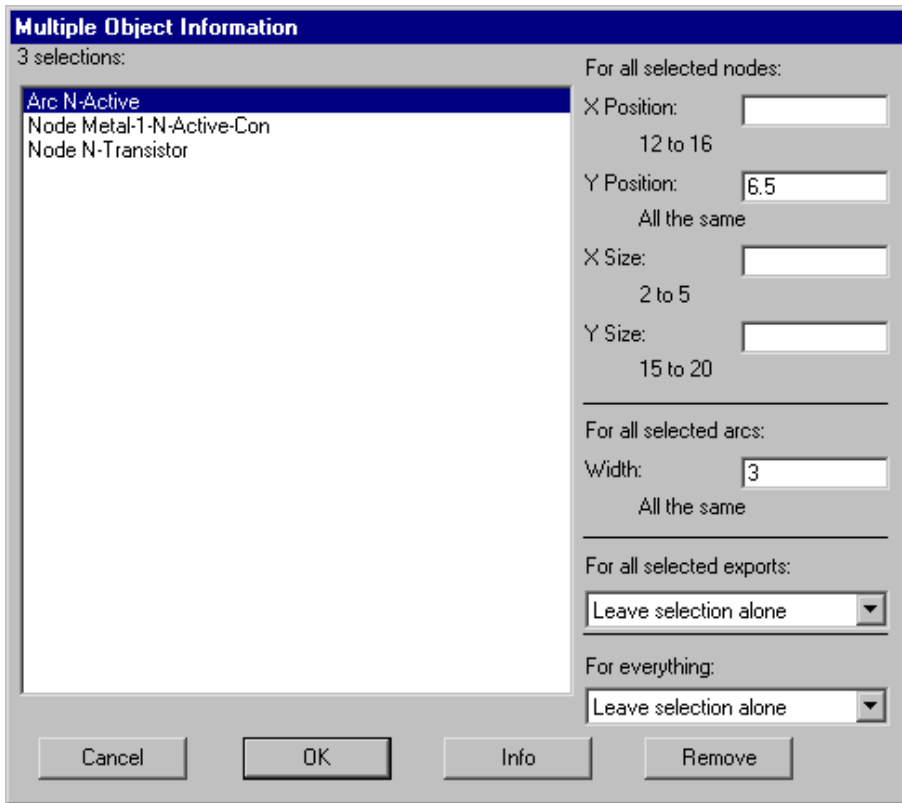 Multiple Object Information
3 selections:
Arc N-Active
Node Metal-1-N-Active-Con
Node N-Transistor
For all selected nodes:
X Position:
12 to 16
Y Position: 6.5
All the same
X Size:
2 to 5
Y Size:
15 to 20
For all selected arcs:
Width: 3
All the same
For all selected exports:
Leave selection alone
For everything:
Leave selection alone
Cancel OK Info Remove